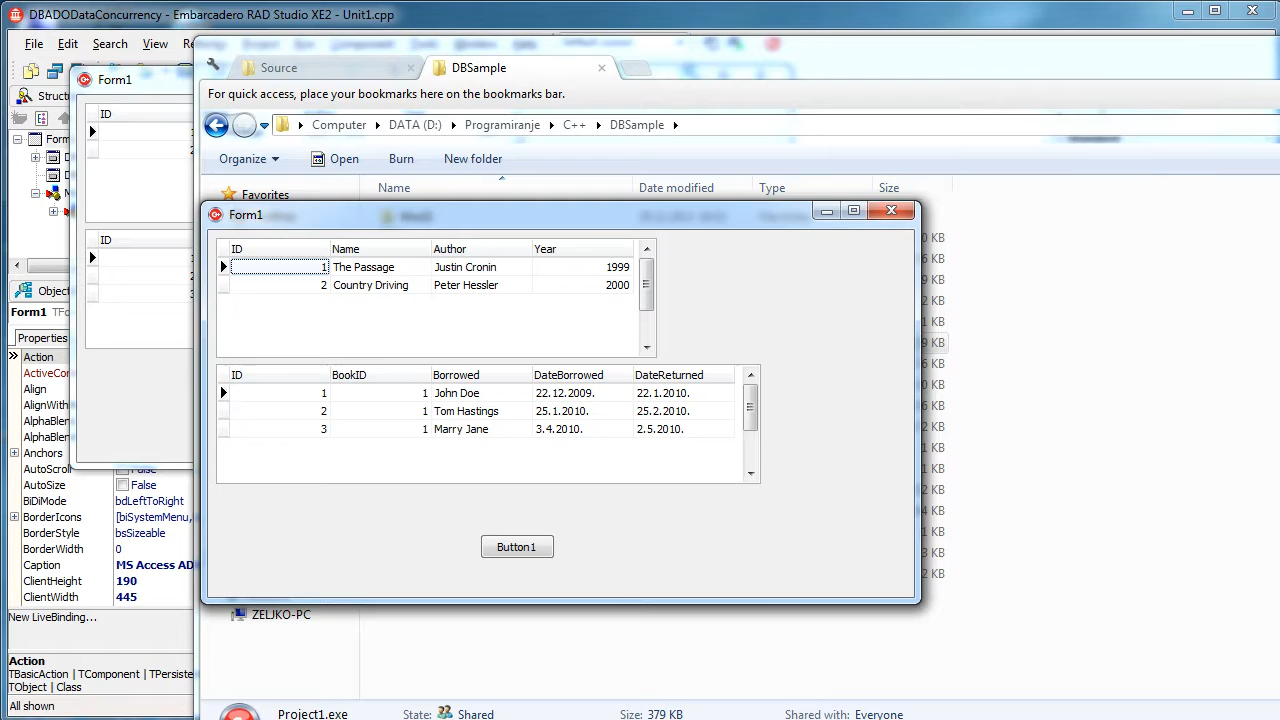 DBADODataConcurrency - Embarcadero RAD Studio XE2 - Unit1.cpp
File Edit Search View
Source DBSample
Form1
Struct
For quick access, place your bookmarks here on the bookmarks bar.
ID
Computer DATA (D:) Programiranje C++ DBSample
Form
Organize Open Burn New folder
Name Date modified Type Size
Favorites
Form1
ID
ID Name Author Year
1 The Passage Justin Cronin 1999
2 Country Driving Peter Hessler 2000
Object
Form1 TFo
Properties
Action
ActiveCon
Align
AlignWith
AlphaBlen
AlphaBlen
Anchors
AutoScroll False
AutoSize False
BiDiMode bdLeftToRight
BorderIcons [biSystemMenu,
BorderStyle bsSizeable
BorderWidth 0
Caption MS Access AD
ClientHeight 190
ClientWidth 445
ID BookID Borrowed DateBorrowed DateReturned
1 1 John Doe 22.12.2009. 22.1.2010.
2 1 Tom Hastings 25.1.2010. 25.2.2010.
3 1 Marry Jane 3.4.2010. 2.5.2010.
Button1
New LiveBinding...
ZELJKO-PC
Action
TBasicAction | TComponent | TPersiste
TObject | Class
All shown
Project1.exe State: Shared Size: 379 KB Shared with: Everyone